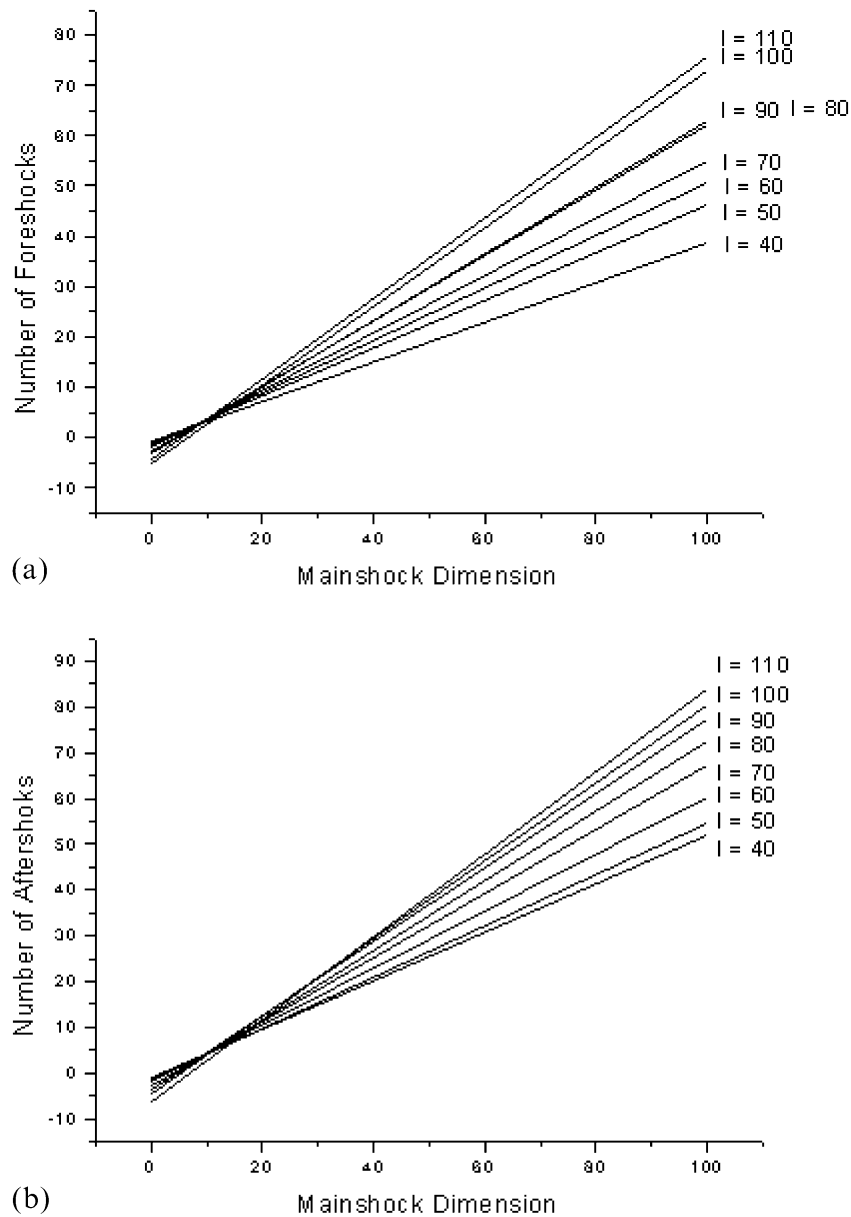 80
70
60
50
40
30
20
10
0
-10
Number of Foreshocks
l = 110
l = 100
l = 90 l = 80
l = 70
l = 60
l = 50
l = 40
0 20 40 60 80 100
Mainshock Dimension
(a)
90
80
70
60
50
40
30
20
10
0
-10
Number of Aftershoks
l = 110
l = 100
l = 90
l = 80
l = 70
l = 60
l = 50
l = 40
0 20 40 60 80 100
Mainshock Dimension
(b)